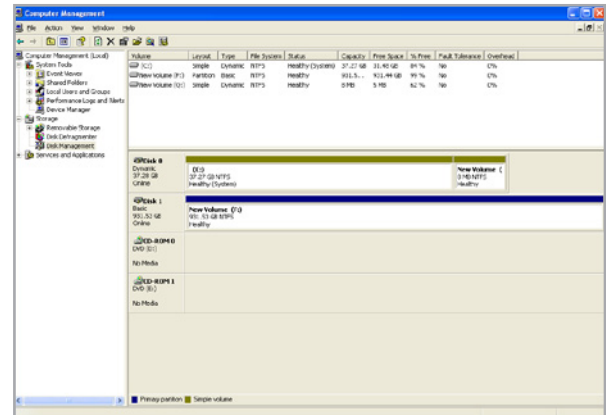 Computer Management
File Action View Window Help
Computer Management (Local)
System Tools
Event Viewer
Shared Folders
Local Users and Groups
Performance Logs and Alerts
Device Manager
Storage
Removable Storage
Disk Defragmenter
Disk Management
Services and Applications
Volume Layout Type File System Status Capacity Free Space % Free Fault Tolerance Overhead
(C:) Simple Dynamic NTFS Healthy (System) 37.27 GB 31.48 GB 84 % No 0%
New Volume (F:) Partition Basic NTFS Healthy 931.5... 931.44 GB 99 % No 0%
New Volume (G:) Simple Dynamic NTFS Healthy 8 MB 5 MB 62 % No 0%
Disk 0
Dynamic
37.28 GB
Online
(C:)
37.27 GB NTFS
Healthy (System)
New Volume (
8 MB NTFS
Healthy
Disk 1
Basic
931.53 GB
Online
New Volume (F:)
931.53 GB NTFS
Healthy
CD-ROM 0
DVD (D:)
No Media
CD-ROM 1
DVD (E:)
No Media
Primary partition Simple volume